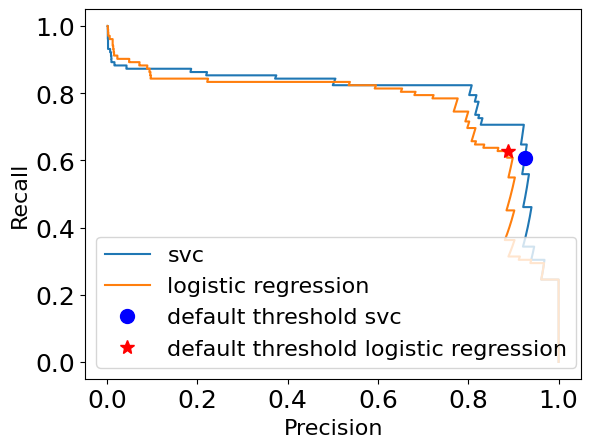 1.0
0.8
0.6
0.4
0.2
0.0
Recall
svc
logistic regression
default threshold svc
default threshold logistic regression
0.0 0.2 0.4 0.6 0.8 1.0
Precision